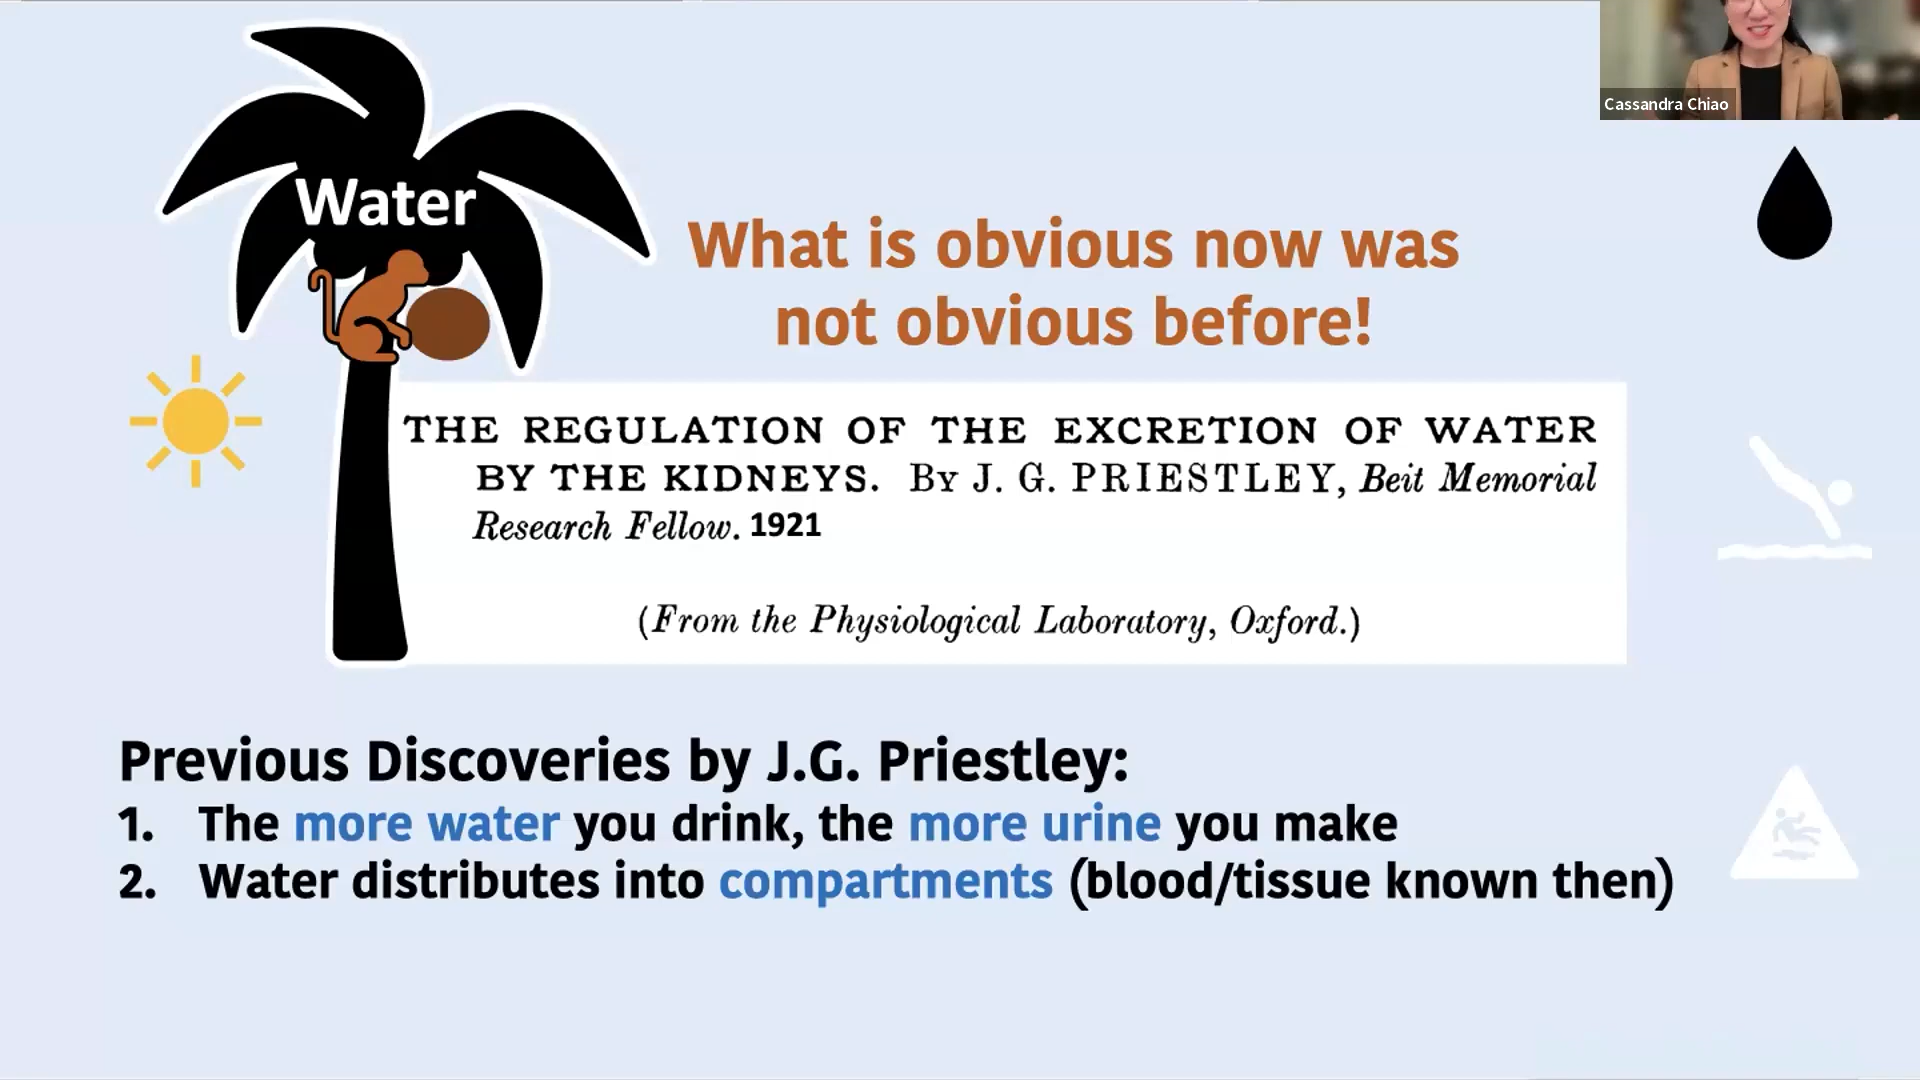 Cassandra Chiao
Water
What is obvious now was
not obvious before!
THE REGULATION OF THE EXCRETION OF WATER
BY THE KIDNEYS. By J. G. PRIESTLEY, Beit Memorial
Research Fellow. 1921
(From the Physiological Laboratory, Oxford.)
Previous Discoveries by J.G. Priestley:
1. The more water you drink, the more urine you make
2. Water distributes into compartments (blood/tissue known then)